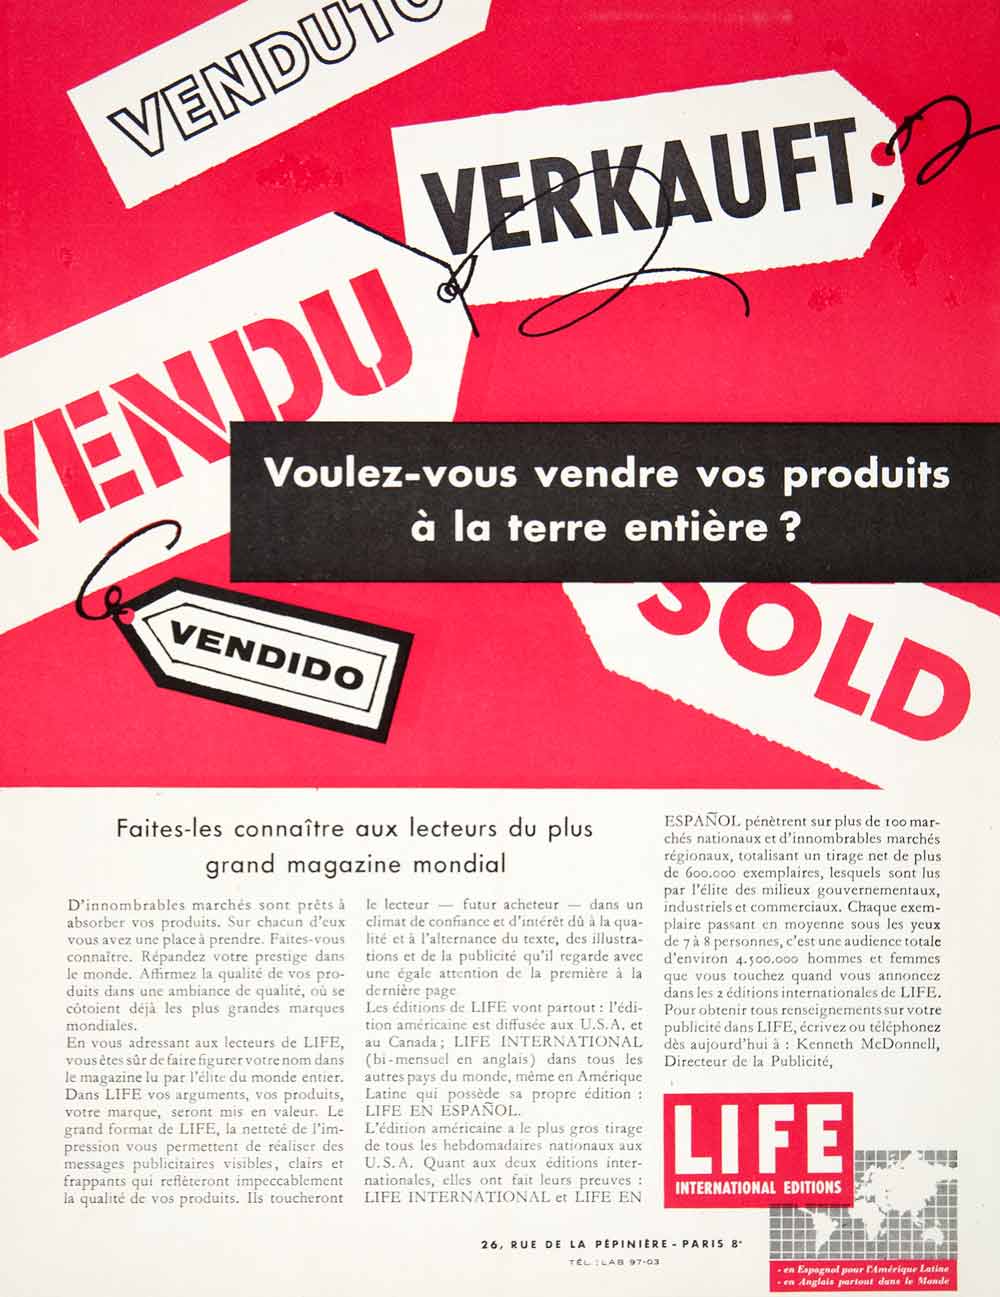 VENDUTO
VERKAUFT
VENDU
Voulez-vous vendre vos produits
à la terre entière ?
SOLD
VENDIDO
Faites-les connaître aux lecteurs du plus
grand magazine mondial
D'innombrables marchés sont prêts à
absorber vos produits. Sur chacun d'eux
vous avez une place à prendre. Faites-vous
connaître. Répandez votre prestige dans
le monde. Affirmez la qualité de vos pro-
duits dans une ambiance de qualité, où se
côtoient déjà les plus grandes marques
mondiales.
En vous adressant aux lecteurs de LIFE,
vous êtes sûr de faire figurer votre nom dans
le magazine lu par l'élite du monde entier.
Dans LIFE vos arguments, vos produits,
votre marque, seront mis en valeur. Le
grand format de LIFE, la netteté de l'im-
pression vous permettent de réaliser des
messages publicitaires visibles, clairs et
frappants qui reflèteront impeccablement
la qualité de vos produits. Ils toucheront
le lecteur — futur acheteur — dans un
climat de confiance et d'intérêt dû à la qua-
lité et à l'alternance du texte, des illustra-
tions et de la publicité qu'il regarde avec
une égale attention de la première à la
dernière page
Les éditions de LIFE vont partout : l'édi-
tion américaine est diffusée aux U.S.A. et
au Canada; LIFE INTERNATIONAL
(bi-mensuel en anglais) dans tous les
autres pays du monde, même en Amérique
Latine qui possède sa propre édition :
LIFE EN ESPAÑOL.
L'édition américaine a le plus gros tirage
de tous les hebdomadaires nationaux aux
U.S.A. Quant aux deux éditions inter-
nationales, elles ont fait leurs preuves :
LIFE INTERNATIONAL et LIFE EN
ESPAÑOL pénètrent sur plus de 100 mar-
chés nationaux et d'innombrables marchés
régionaux, totalisant un tirage net de plus
de 600.000 exemplaires, lesquels sont lus
par l'élite des milieux gouvernementaux,
industriels et commerciaux. Chaque exem-
plaire passant en moyenne sous les yeux
de 7 à 8 personnes, c'est une audience totale
d'environ 4.500.000 hommes et femmes
que vous touchez quand vous annoncez
dans les 2 éditions internationales de LIFE.
Pour obtenir tous renseignements sur votre
publicité dans LIFE, écrivez ou téléphonez
dès aujourd'hui à : Kenneth McDonnell,
Directeur de la Publicité,
LIFE
INTERNATIONAL EDITIONS
26, RUE DE LA PÉPINIÈRE - PARIS 8e
TÉL. : LAB 97-03
- en Espagnol pour l'Amérique Latine
- en Anglais partout dans le Monde